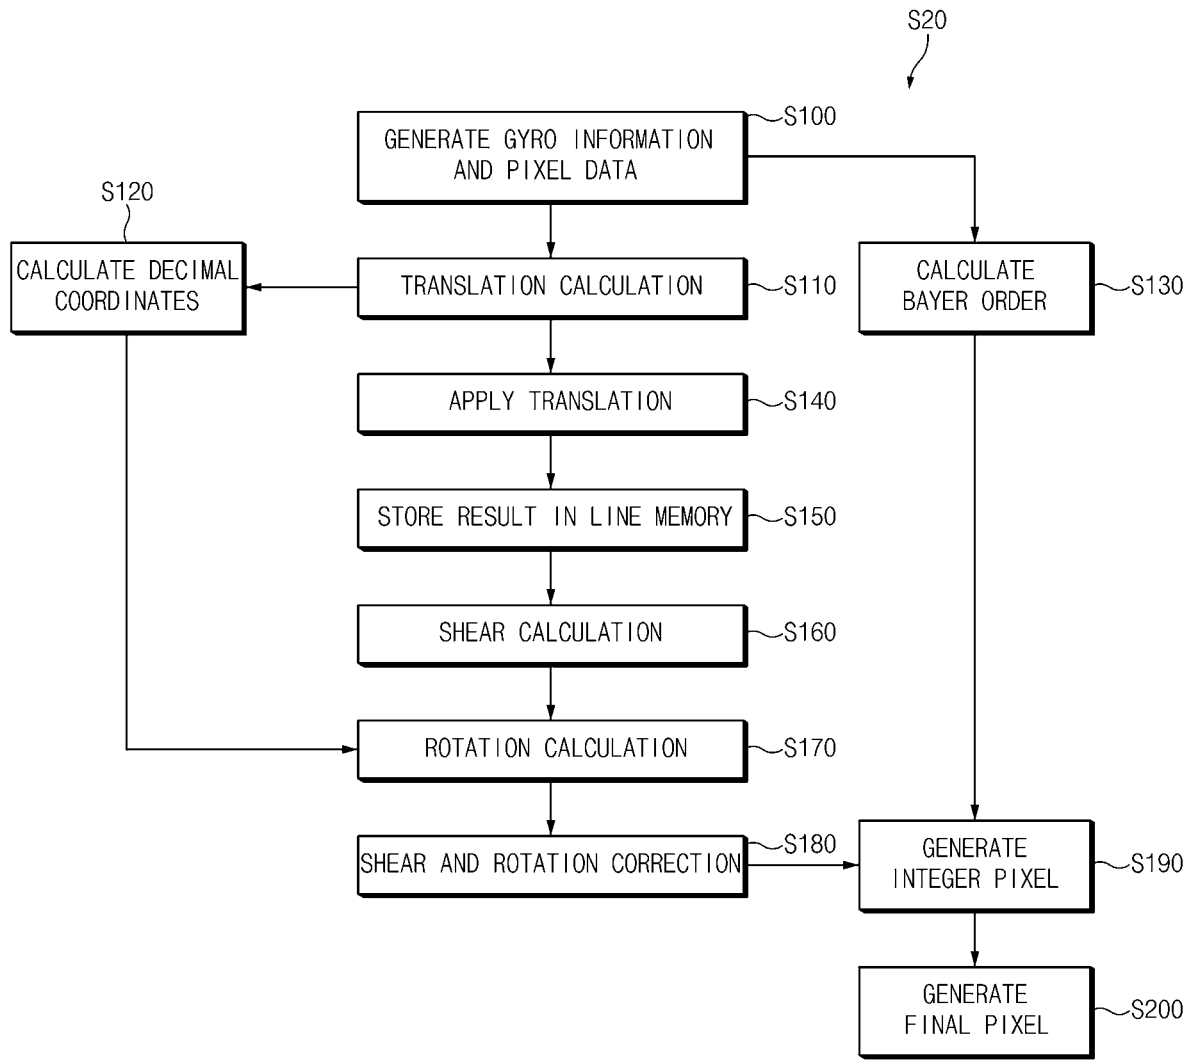 S20
GENERATE GYRO INFORMATION
AND PIXEL DATA
S100
S120
CALCULATE DECIMAL
COORDINATES
TRANSLATION CALCULATION
S110
CALCULATE
BAYER ORDER
S130
APPLY TRANSLATION
S140
STORE RESULT IN LINE MEMORY
S150
SHEAR CALCULATION
S160
ROTATION CALCULATION
S170
SHEAR AND ROTATION CORRECTION
S180
GENERATE
INTEGER PIXEL
S190
GENERATE
FINAL PIXEL
S200